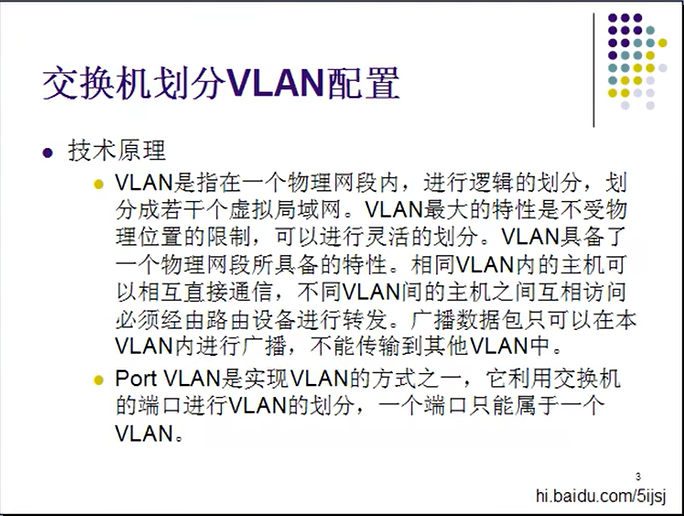 交换机划分VLAN配置
技术原理
VLAN是指在一个物理网段内，进行逻辑的划分，划
分成若干个虚拟局域网。VLAN最大的特性是不受物
理位置的限制，可以进行灵活的划分。VLAN具备了
一个物理网段所具备的特性。相同VLAN内的主机可
以相互直接通信，不同VLAN间的主机之间互相访问
必须经由路由设备进行转发。广播数据包只可以在本
VLAN内进行广播，不能传输到其他VLAN中。
Port VLAN是实现VLAN的方式之一，它利用交换机
的端口进行VLAN的划分，一个端口只能属于一个
VLAN。
3
hi.baidu.com/5ijsj